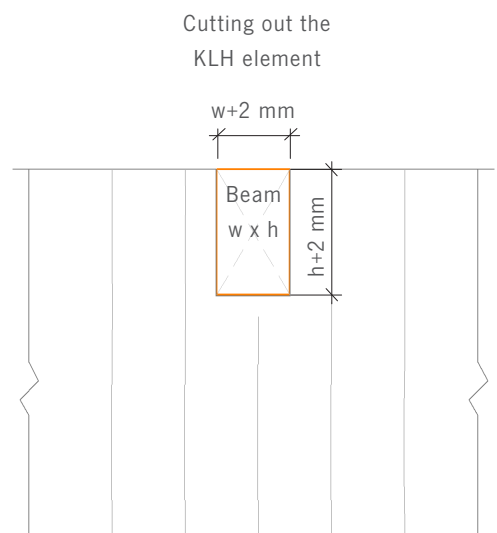 Cutting out the
KLH element
w+2 mm
Beam
w x h
h+2 mm